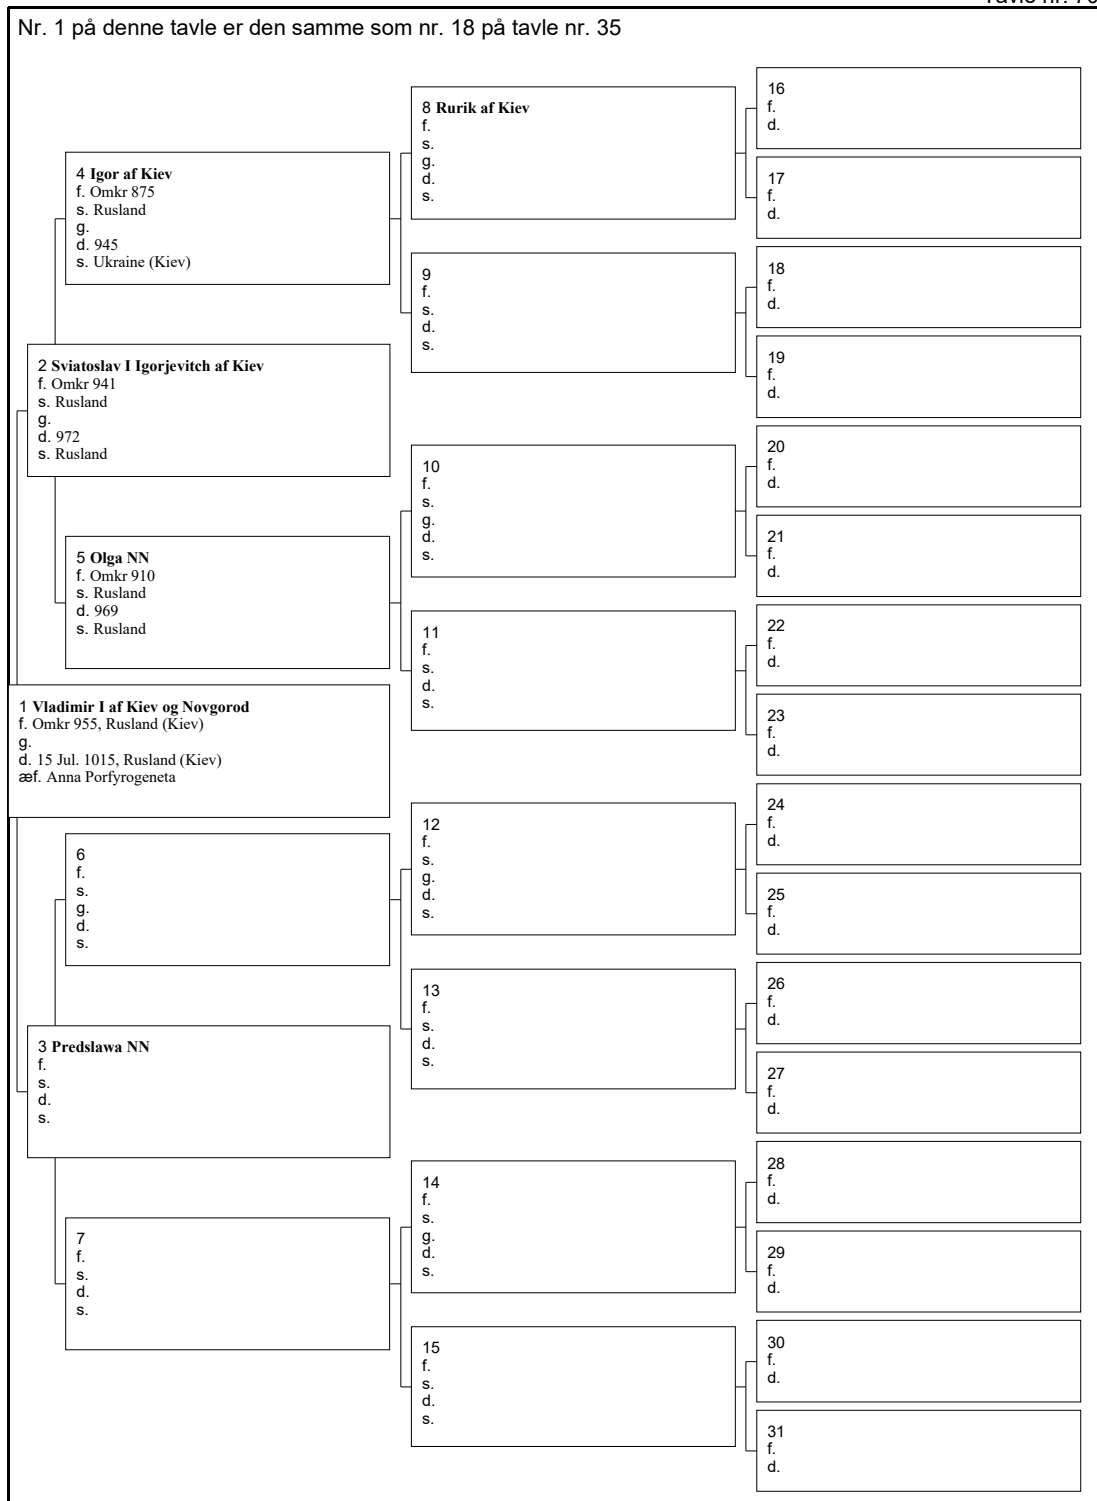 Nr. 1 på denne tavle er den samme som nr. 18 på tavle nr. 35
16
f.
d.
8 Rurik af Kiev
f.
s.
g.
d.
s.
17
f.
d.
4 Igor af Kiev
f. Omkr 875
s. Rusland
g.
d. 945
s. Ukraine (Kiev)
18
f.
d.
9
f.
s.
d.
s.
19
f.
d.
2 Sviatoslav I Igorjevitch af Kiev
f. Omkr 941
s. Rusland
g.
d. 972
s. Rusland
20
f.
d.
10
f.
s.
g.
d.
s.
21
f.
d.
5 Olga NN
f. Omkr 910
s. Rusland
d. 969
s. Rusland
22
f.
d.
11
f.
s.
d.
s.
23
f.
d.
1 Vladimir I af Kiev og Novgorod
f. Omkr 955, Rusland (Kiev)
g.
d. 15 Jul. 1015, Rusland (Kiev)
æf. Anna Porfyrogeneta
24
f.
d.
12
f.
s.
g.
d.
s.
25
f.
d.
6
f.
s.
g.
d.
s.
26
f.
d.
13
f.
s.
d.
s.
27
f.
d.
3 Predslawa NN
f.
s.
d.
s.
28
f.
d.
14
f.
s.
g.
d.
s.
29
f.
d.
7
f.
s.
d.
s.
30
f.
d.
15
f.
s.
d.
s.
31
f.
d.